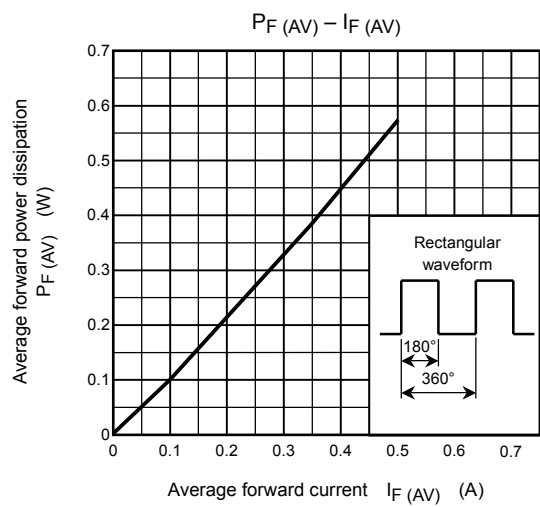 PF (AV) – IF (AV)
Average forward power dissipation
PF (AV) (W)
0.7
0.6
0.5
0.4
0.3
0.2
0.1
0
Rectangular
waveform
180°
360°
0 0.1 0.2 0.3 0.4 0.5 0.6 0.7
Average forward current IF (AV) (A)